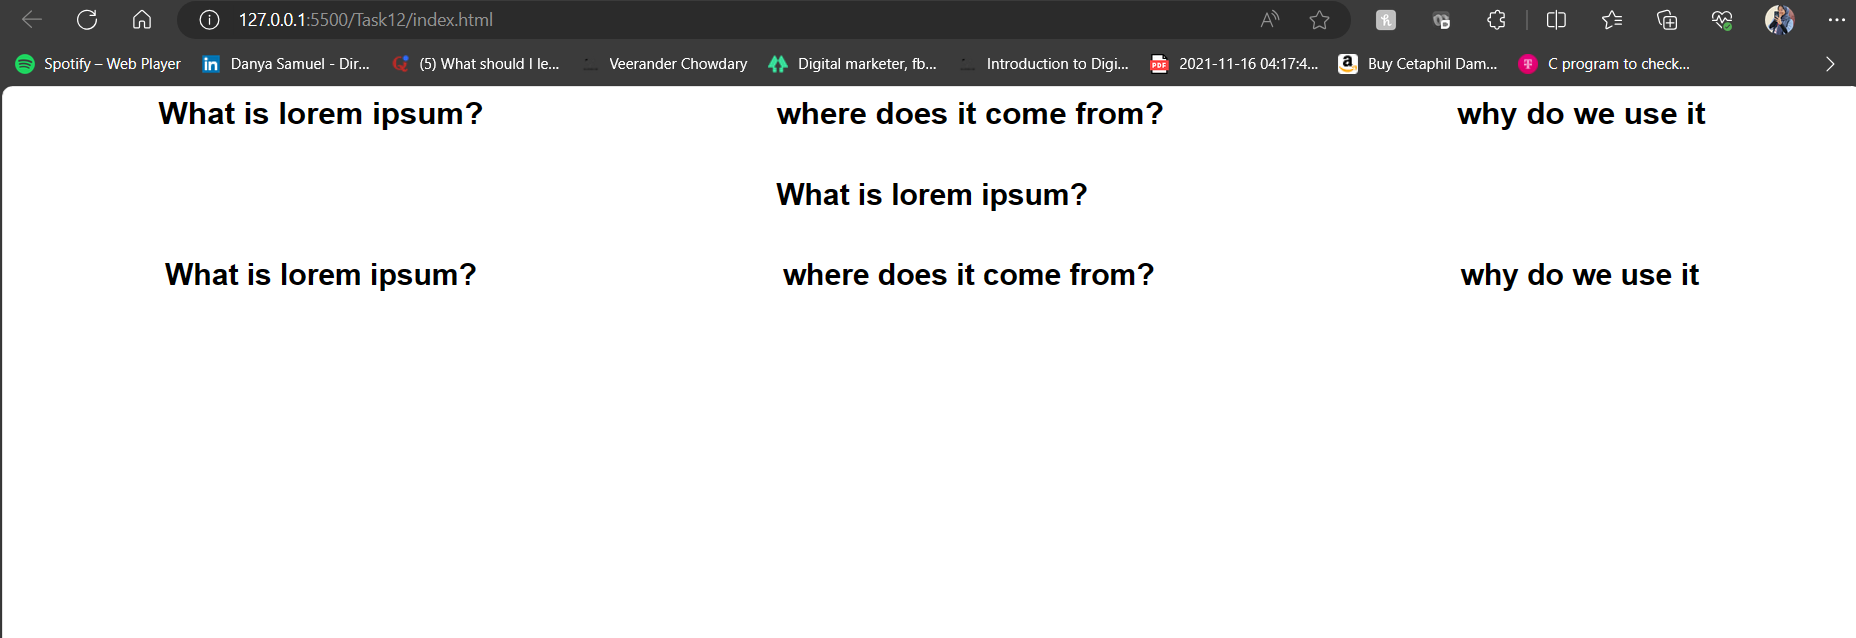 127.0.0.1:5500/Task12/index.html
Spotify – Web Player Danya Samuel - Dir... (5) What should I le... Veerander Chowdary Digital marketer, fb... Introduction to Digi... 2021-11-16 04:17:4... Buy Cetaphil Dam... C program to check...
What is lorem ipsum? where does it come from? why do we use it
What is lorem ipsum?
What is lorem ipsum? where does it come from? why do we use it